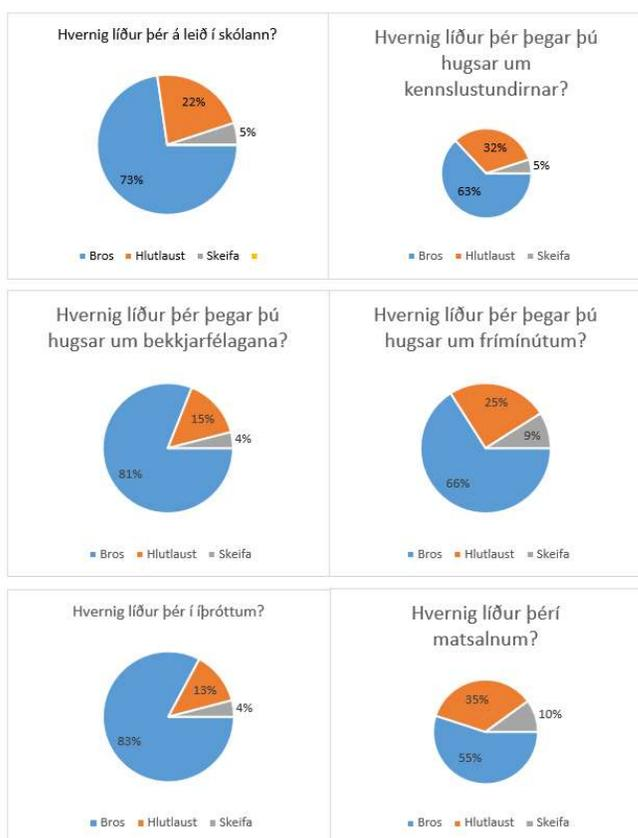 Hvernig líður þér á leið í skólann?
22%
5%
73%
Bros Hlutlaust Skeifa
Hvernig líður þér þegar þú
hugsar um
kennslustundirnar?
32%
5%
63%
Bros Hlutlaust Skeifa
Hvernig líður þér þegar þú
hugsar um bekkjarfélagana?
15%
4%
81%
Bros Hlutlaust Skeifa
Hvernig líður þér þegar þú
hugsar um frímínútum?
25%
9%
66%
Bros Hlutlaust Skeifa
Hvernig líður þér í íþróttum?
13%
4%
83%
Bros Hlutlaust Skeifa
Hvernig líður þérí
matsalnum?
35%
10%
55%
Bros Hlutlaust Skeifa